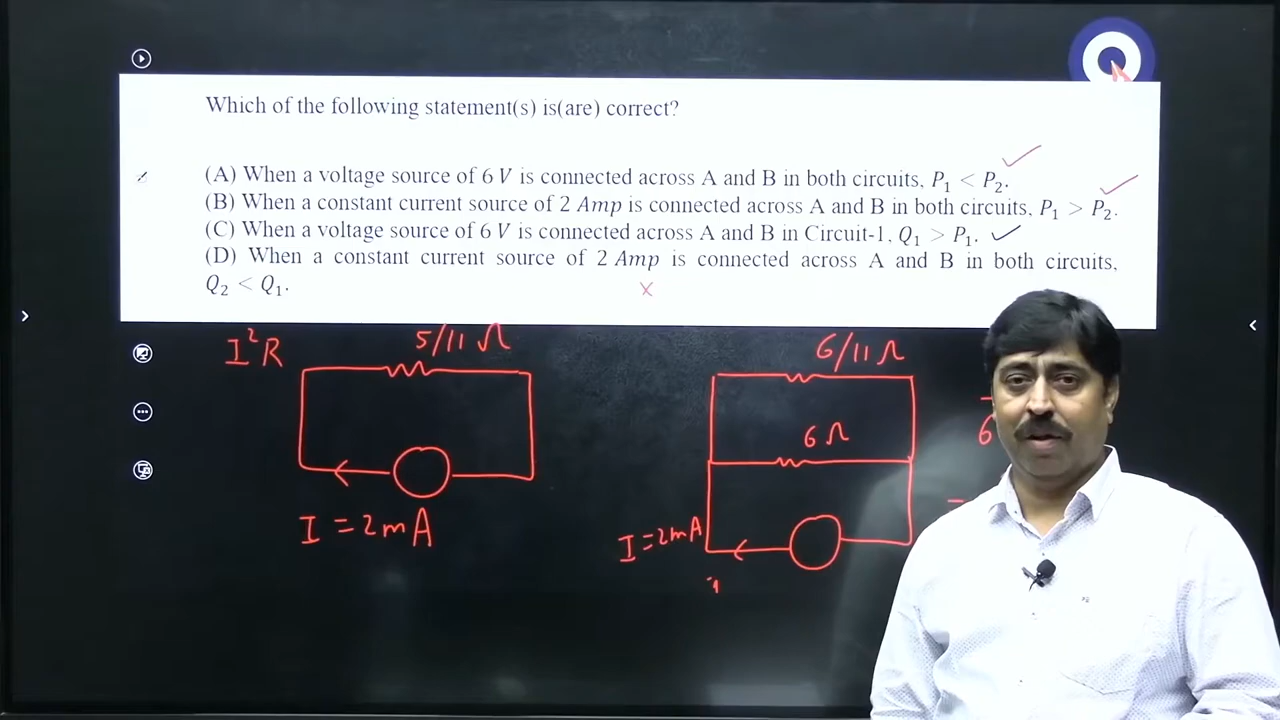 Which of the following statement(s) is(are) correct?
(A) When a voltage source of 6 V is connected across A and B in both circuits, P₁ < P₂.
(B) When a constant current source of 2 Amp is connected across A and B in both circuits, P₁ > P₂.
(C) When a voltage source of 6 V is connected across A and B in Circuit-1, Q₁ > P₁.
(D) When a constant current source of 2 Amp is connected across A and B in both circuits,
Q₂ < Q₁.
I²R
5/11 Ω
I = 2mA
6/11 Ω
6Ω
I=2mA
6